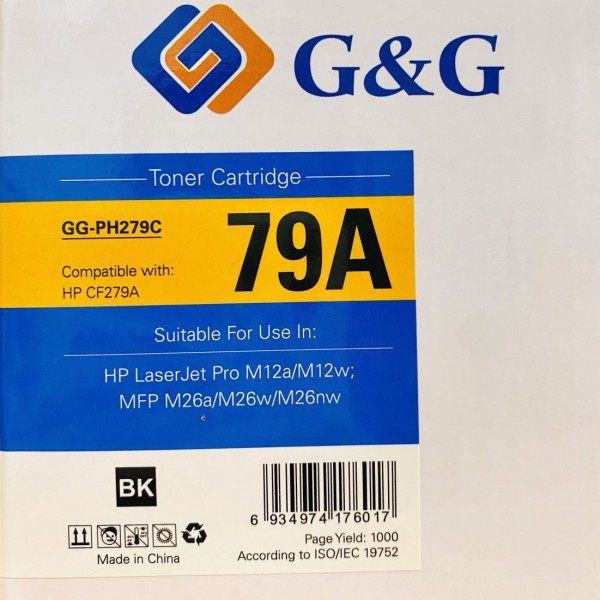 G&G
Toner Cartridge
GG-PH279C
79A
Compatible with:
HP CF279A
Suitable For Use In:
HP LaserJet Pro M12a/M12w;
MFP M26a/M26w/M26nw
BK
6 934974 176017
Made in China
Page Yield: 1000
According to ISO/IEC 19752